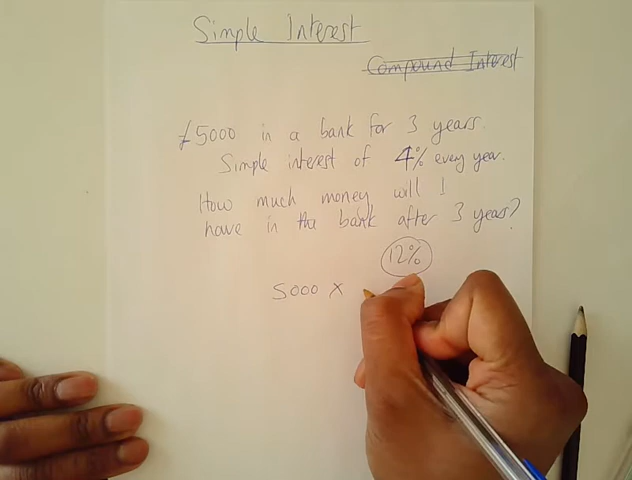 Simple Interest
Compound Interest
£5000 in a bank for 3 years.
Simple interest of 4% every year.
How much money will I
have in the bank after 3 years?
12%
5000 ×